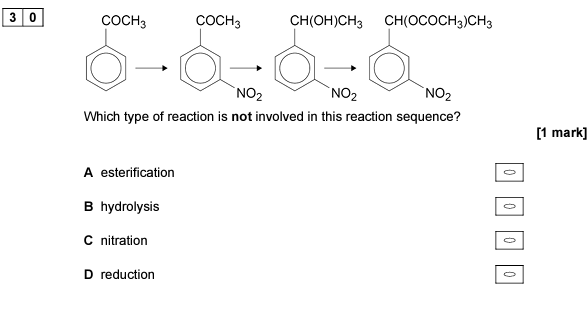 3 0
COCH3 COCH3 CH(OH)CH3 CH(OCOCH3)CH3
NO2 NO2 NO2
Which type of reaction is not involved in this reaction sequence?
[1 mark]
A esterification
B hydrolysis
C nitration
D reduction